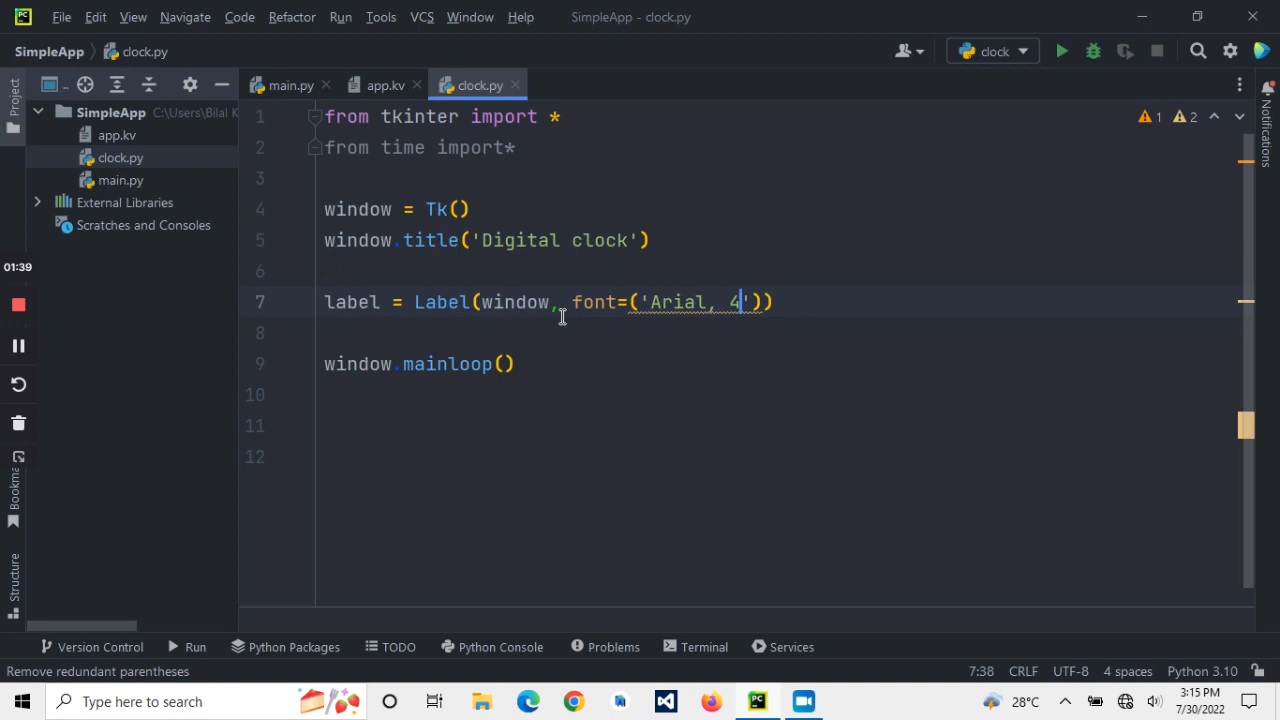 PC File Edit View Navigate Code Refactor Run Tools VCS Window Help SimpleApp - clock.py
SimpleApp clock.py clock
Project
main.py app.kv clock.py
SimpleApp C:\Users\Bilal K
app.kv
clock.py
main.py
External Libraries
Scratches and Consoles
01:39
1 from tkinter import *
2 from time import*
3
4 window = Tk()
5 window.title('Digital clock')
6
7 label = Label(window, font=('Arial, 4'))
8
9 window.mainloop()
10
11
12
1 2
Notifications
Bookmar
Structure
Version Control Run Python Packages TODO Python Console Problems Terminal Services
Remove redundant parentheses 7:38 CRLF UTF-8 4 spaces Python 3.10
Type here to search PC 28°C 3:15 PM
7/30/2022